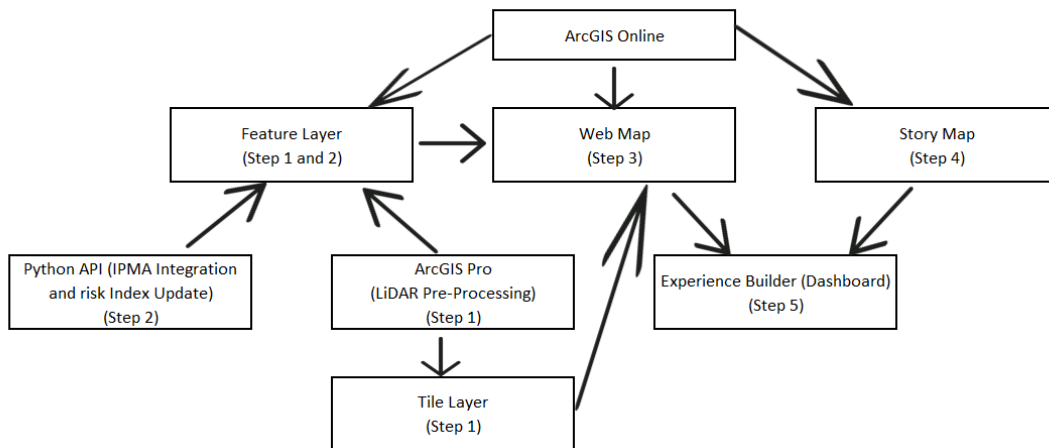 ArcGIS Online
Feature Layer
(Step 1 and 2)
Web Map
(Step 3)
Story Map
(Step 4)
Python API (IPMA Integration
and risk Index Update)
(Step 2)
ArcGIS Pro
(LiDAR Pre-Processing)
(Step 1)
Experience Builder (Dashboard)
(Step 5)
Tile Layer
(Step 1)